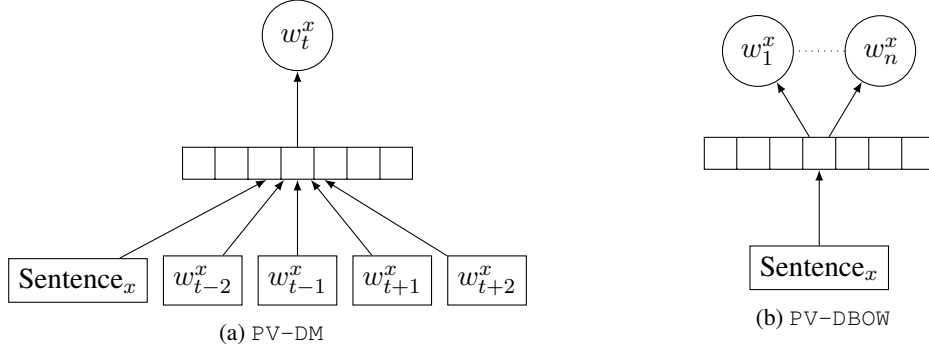 w_t^x
Sentence_x w_{t-2}^x w_{t-1}^x w_{t+1}^x w_{t+2}^x
(a) PV-DM
w_1^x w_n^x
Sentence_x
(b) PV-DBOW